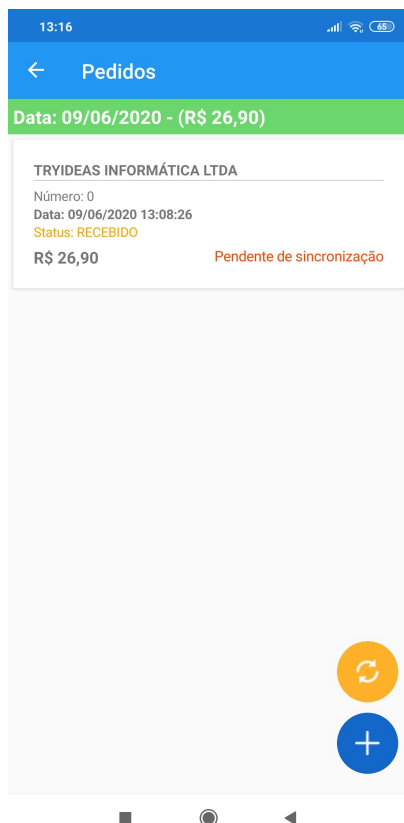 13:16
65
Pedidos
Data: 09/06/2020 - (R$ 26,90)
TRYIDEAS INFORMÁTICA LTDA
Número: 0
Data: 09/06/2020 13:08:26
Status: RECEBIDO
R$ 26,90 Pendente de sincronização